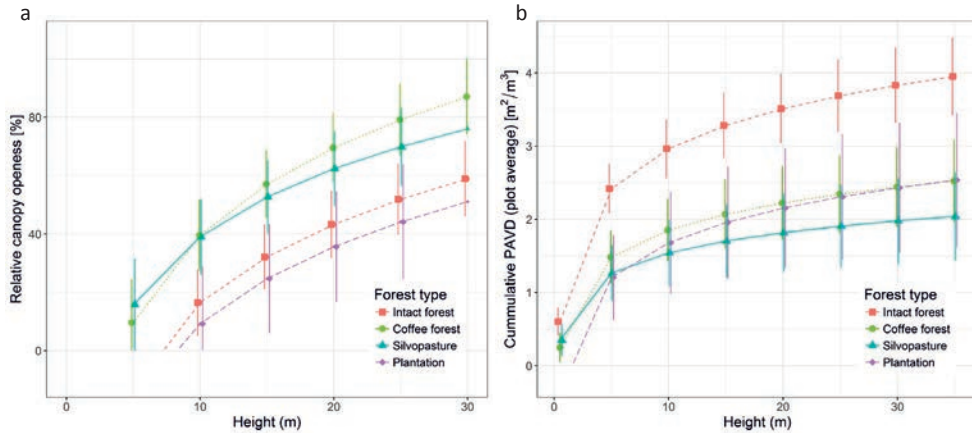 a
Relative canopy openess [%]
80
40
0
0
10
20
30
Height (m)
Forest type
Intact forest
Coffee forest
Silvopasture
Plantation
b
Cummulative PAVD (plot average) [m²/m³]
4
3
2
1
0
0
10
20
30
Height (m)
Forest type
Intact forest
Coffee forest
Silvopasture
Plantation